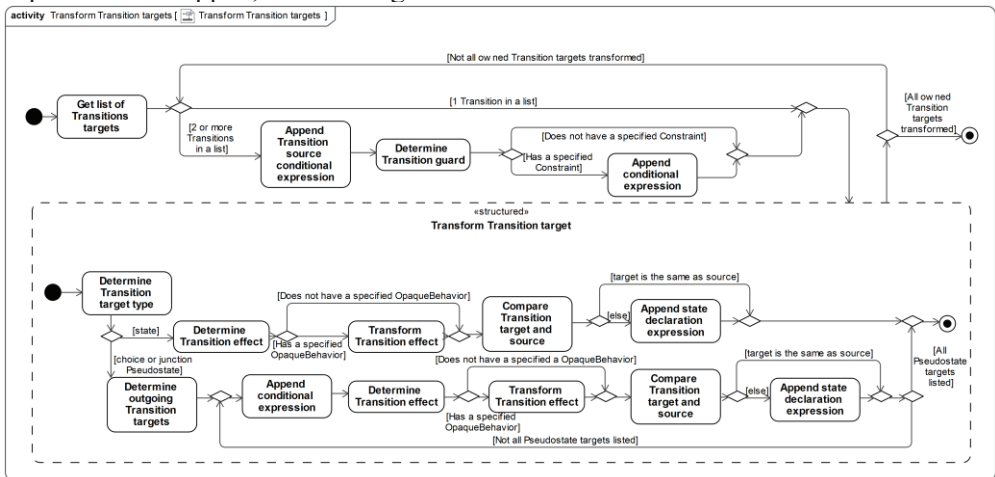 activity Transform Transition targets [ Transform Transition targets ]
[Not all owned Transition targets transformed]
Get list of
Transitions
targets
[1 Transition in a list]
[2 or more
Transitions
in a list]
Append
Transition
source
conditional
expression
Determine
Transition guard
[Does not have a specified Constraint]
[Has a specified
Constraint]
Append
conditional
expression
[All owned
Transition
targets
transformed]
«structured»
Transform Transition target
Determine
Transition
target type
[state]
Determine
Transition effect
[Does not have a specified OpaqueBehavior]
[Has a specified
OpaqueBehavior]
Transform
Transition effect
Compare
Transition
target and
source
[target is the same as source]
[else]
Append state
declaration
expression
[choice or junction
Pseudostate]
Determine
outgoing
Transition
targets
Append
conditional
expression
Determine
Transition effect
[Does not have a specified a OpaqueBehavior]
[Has a specified
OpaqueBehavior]
Transform
Transition effect
Compare
Transition
target and
source
[target is the same as source]
[else]
Append state
declaration
expression
[All
Pseudostate
targets
listed]
[Not all Pseudostate targets listed]